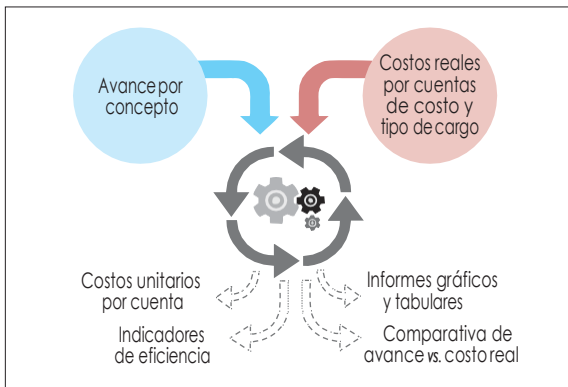 Avance por
concepto
Costos reales
por cuentas
de costo y
tipo de cargo
Costos unitarios
por cuenta
Informes gráficos
y tabulares
Indicadores
de eficiencia
Comparativa de
avance vs. costo real